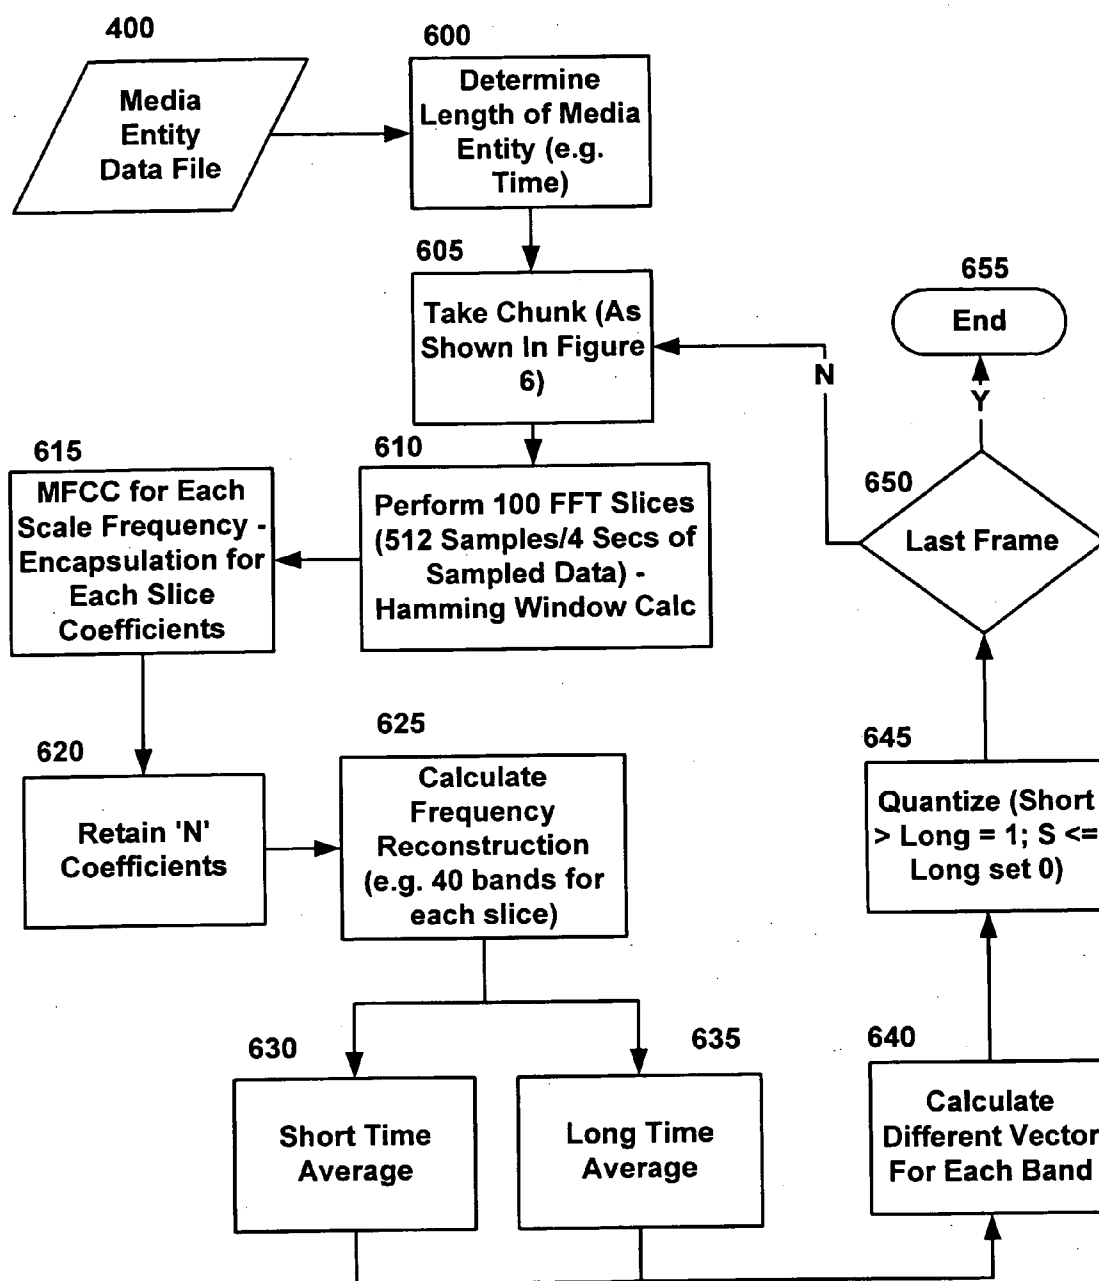 400
Media
Entity
Data File
600
Determine
Length of Media
Entity (e.g.
Time)
605
Take Chunk (As
Shown In Figure
6)
655
End
N
Y
610
Perform 100 FFT Slices
(512 Samples/4 Secs of
Sampled Data) -
Hamming Window Calc
615
MFCC for Each
Scale Frequency -
Encapsulation for
Each Slice
Coefficients
650
Last Frame
620
Retain 'N'
Coefficients
625
Calculate
Frequency
Reconstruction
(e.g. 40 bands for
each slice)
645
Quantize (Short
> Long = 1; S <=
Long set 0)
630
Short Time
Average
635
Long Time
Average
640
Calculate
Different Vector
For Each Band